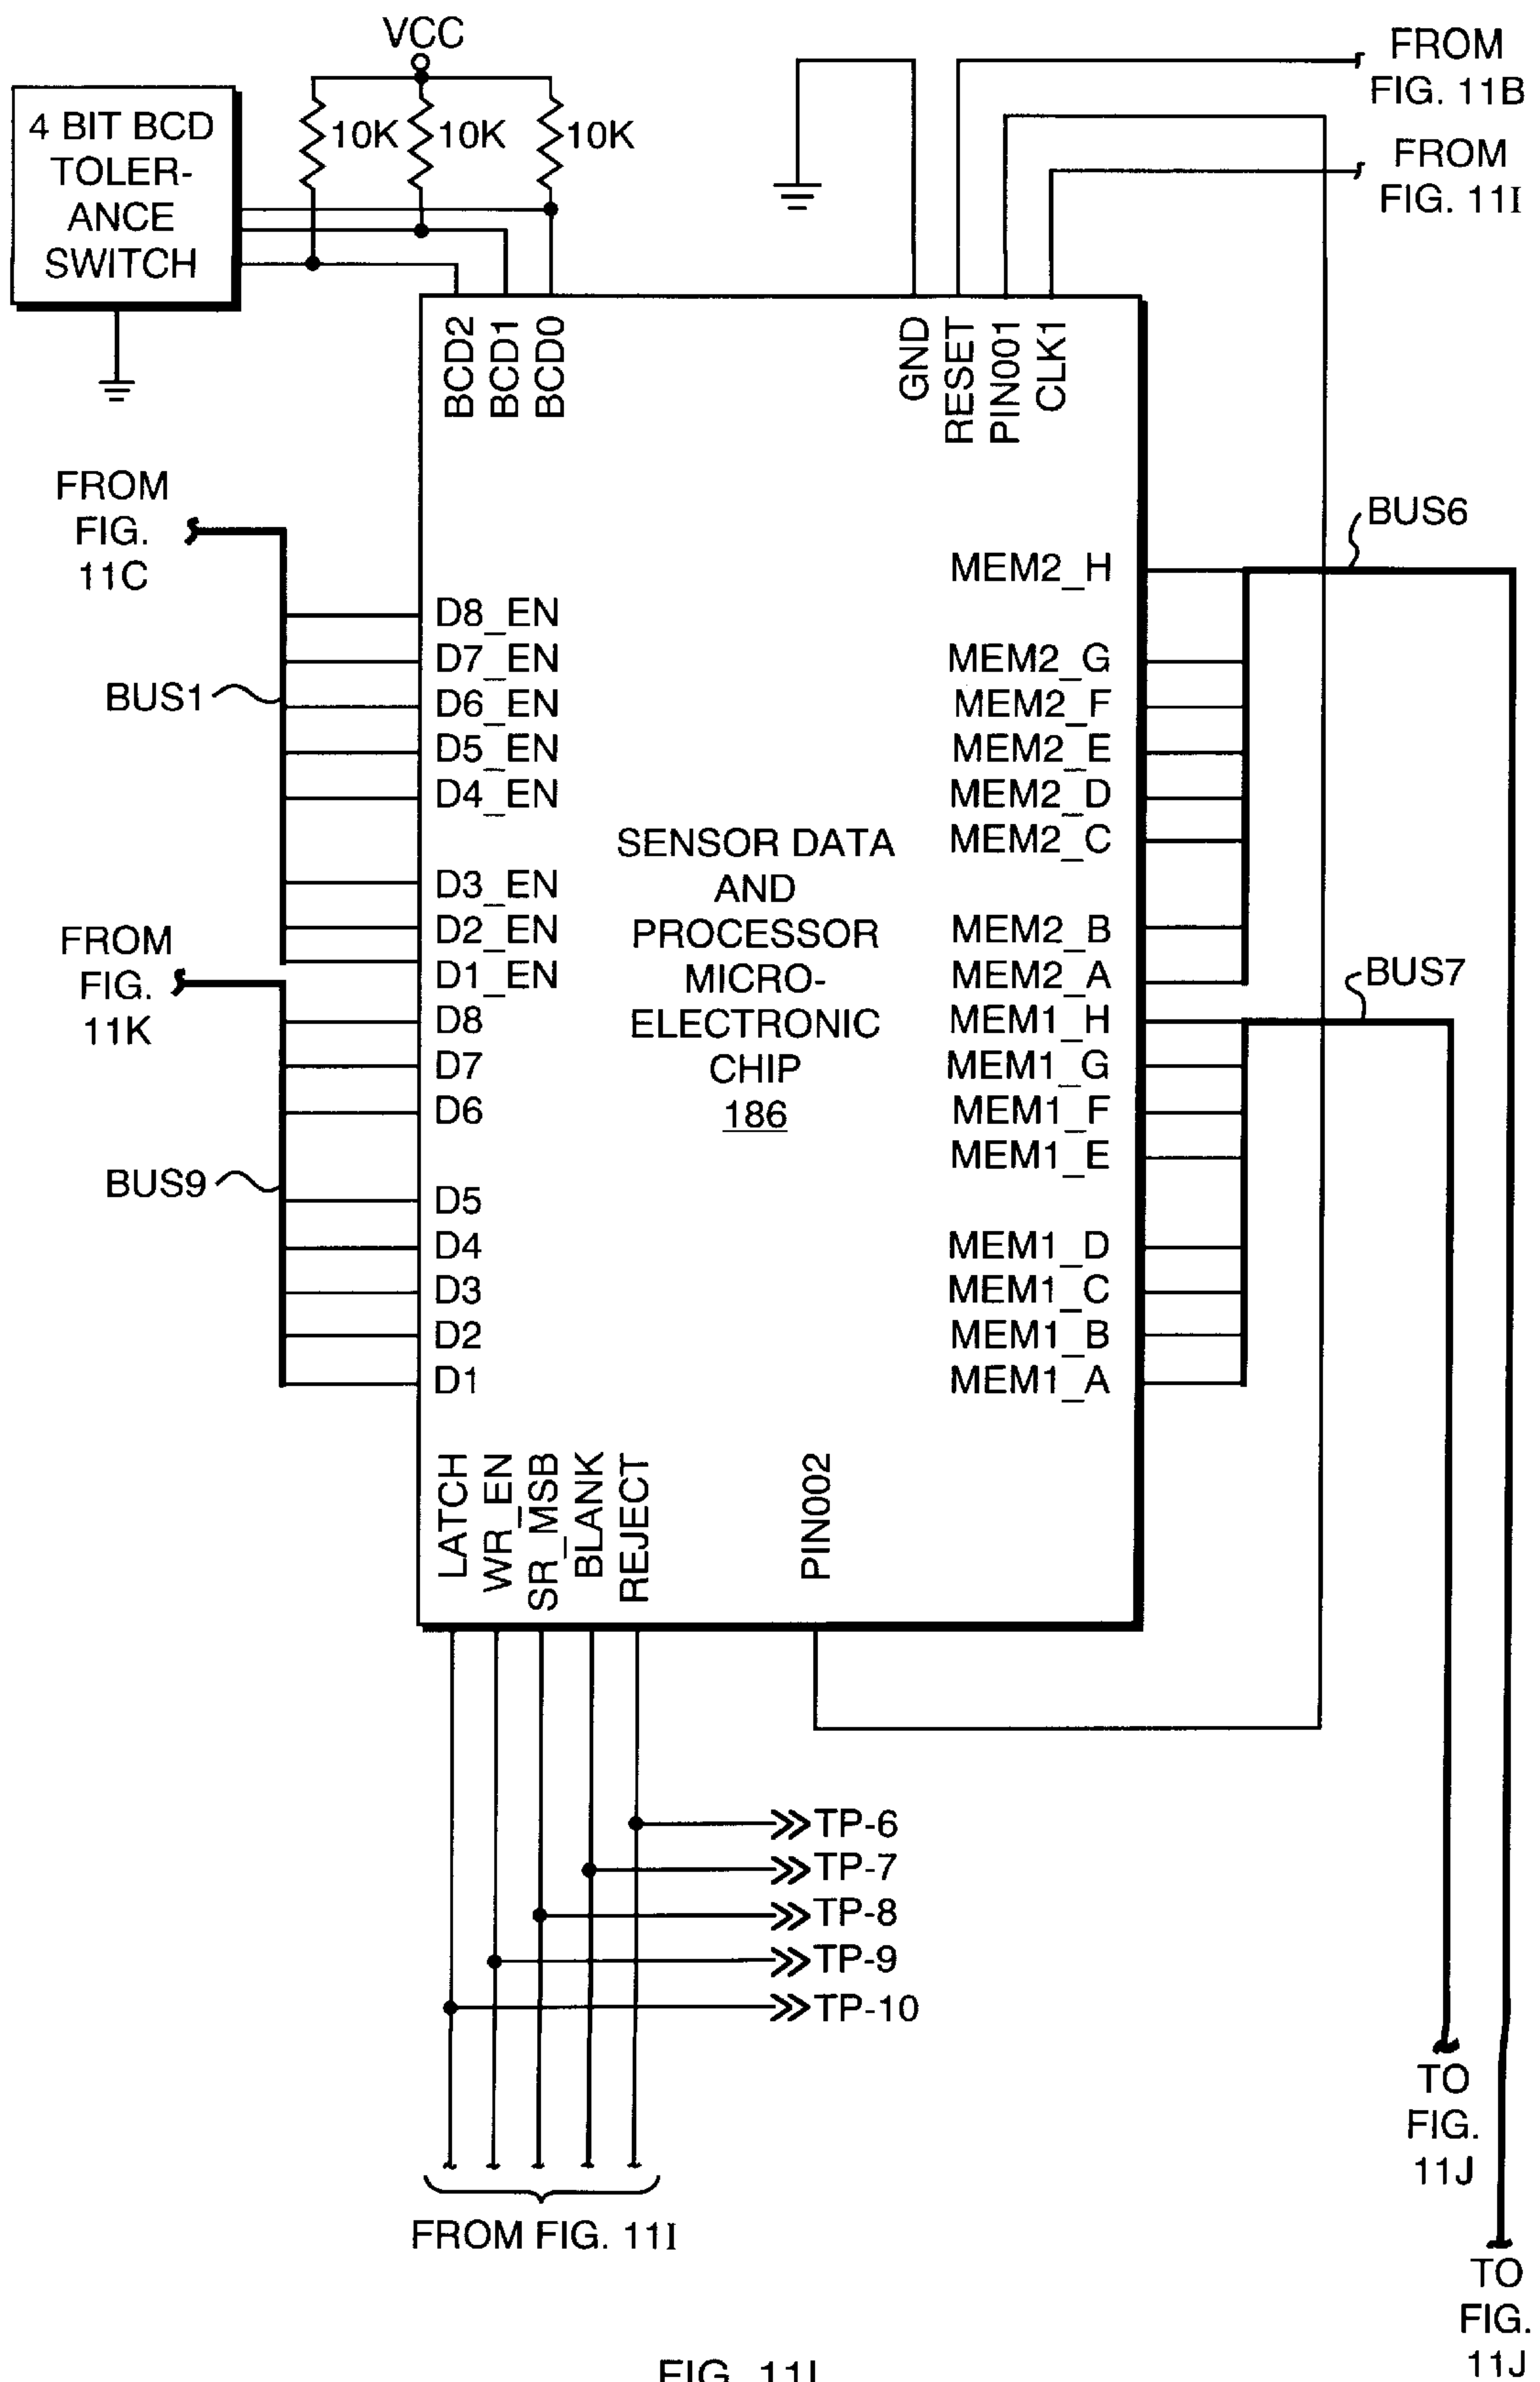 VCC
4 BIT BCD
TOLER-
ANCE
SWITCH
10K
10K
10K
FROM
FIG. 11B
FROM
FIG. 11I
BCD2
BCD1
BCD0
GND
RESET
PIN001
CLK1
FROM
FIG.
11C
BUS1
D8_EN
D7_EN
D6_EN
D5_EN
D4_EN
D3_EN
D2_EN
D1_EN
FROM
FIG.
11K
BUS9
D8
D7
D6
D5
D4
D3
D2
D1
SENSOR DATA
AND
PROCESSOR
MICRO-
ELECTRONIC
CHIP
186
MEM2_H
MEM2_G
MEM2_F
MEM2_E
MEM2_D
MEM2_C
MEM2_B
MEM2_A
MEM1_H
MEM1_G
MEM1_F
MEM1_E
MEM1_D
MEM1_C
MEM1_B
MEM1_A
BUS6
BUS7
LATCH
WR_EN
SR_MSB
BLANK
REJECT
PIN002
TP-6
TP-7
TP-8
TP-9
TP-10
FROM FIG. 11I
TO
FIG.
11J
TO
FIG.
11J